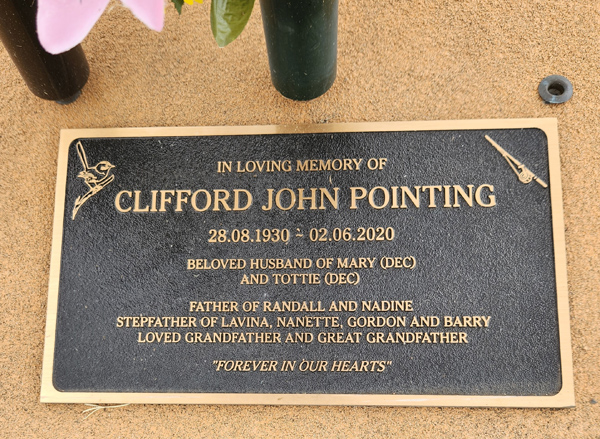 IN LOVING MEMORY OF
CLIFFORD JOHN POINTING
28.08.1930 - 02.06.2020
BELOVED HUSBAND OF MARY (DEC)
AND TOTTIE (DEC)
FATHER OF RANDALL AND NADINE
STEPFATHER OF LAVINA, NANETTE, GORDON AND BARRY
LOVED GRANDFATHER AND GREAT GRANDFATHER
"FOREVER IN OUR HEARTS"